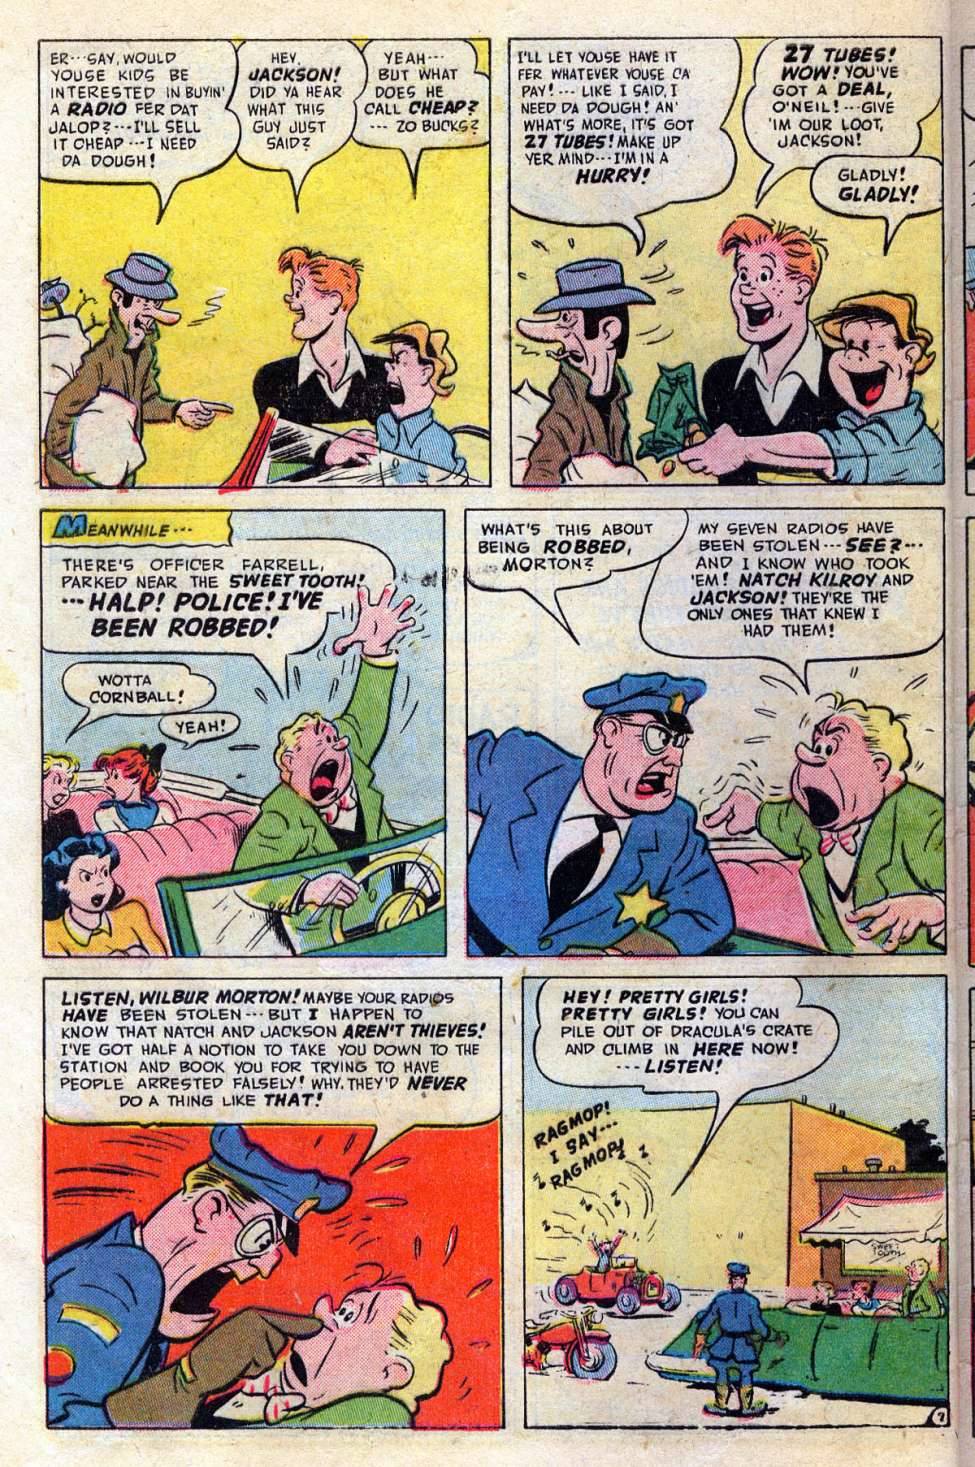 ER---SAY, WOULD
YOUSE KIDS BE
INTERESTED IN BUYIN'
A RADIO FER DAT
JALOP?---I'LL SELL
IT CHEAP---I NEED
DA DOUGH!
HEY,
JACKSON!
DID YA HEAR
WHAT THIS
GUY JUST
SAID?
YEAH---
BUT WHAT
DOES HE
CALL CHEAP?
--- 20 BUCKS?
I'LL LET YOUSE HAVE IT
FER WHATEVER YOUSE CA
PAY!--- LIKE I SAID, I
NEED DA DOUGH! AN'
WHAT'S MORE, IT'S GOT
27 TUBES! MAKE UP
YER MIND---I'M IN A
HURRY!
27 TUBES!
WOW! YOU'VE
GOT A DEAL,
O'NEIL!---GIVE
'IM OUR LOOT,
JACKSON!
GLADLY!
GLADLY!
MEANWHILE---
THERE'S OFFICER FARRELL,
PARKED NEAR THE SWEET TOOTH!
---HALP! POLICE! I'VE
BEEN ROBBED!
WOTTA
CORNBALL!
YEAH!
WHAT'S THIS ABOUT
BEING ROBBED,
MORTON?
MY SEVEN RADIOS HAVE
BEEN STOLEN---SEE?---
AND I KNOW WHO TOOK
'EM! NATCH KILROY AND
JACKSON! THEY'RE THE
ONLY ONES THAT KNEW I
HAD THEM!
LISTEN, WILBUR MORTON! MAYBE YOUR RADIOS
HAVE BEEN STOLEN---BUT I HAPPEN TO
KNOW THAT NATCH AND JACKSON AREN'T THIEVES!
I'VE GOT HALF A NOTION TO TAKE YOU DOWN TO THE
STATION AND BOOK YOU FOR TRYING TO HAVE
PEOPLE ARRESTED FALSELY! WHY, THEY'D NEVER
DO A THING LIKE THAT!
HEY! PRETTY GIRLS!
PRETTY GIRLS! YOU CAN
PILE OUT OF DRACULA'S CRATE
AND CLIMB IN HERE NOW!
---LISTEN!
RAGMOP!
I SAY---
RAGMOP!
SWEET
TOOTH
7